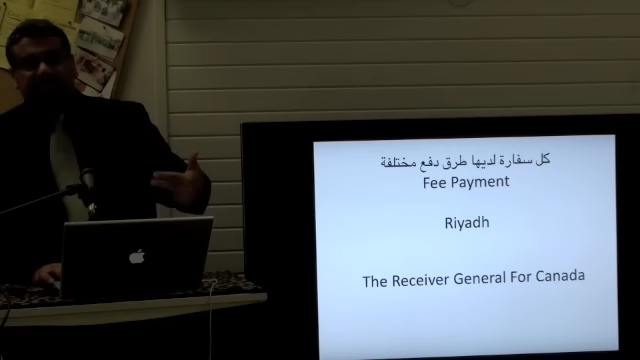 كل سفارة لديها طرق دفع مختلفة
Fee Payment
Riyadh
The Receiver General For Canada